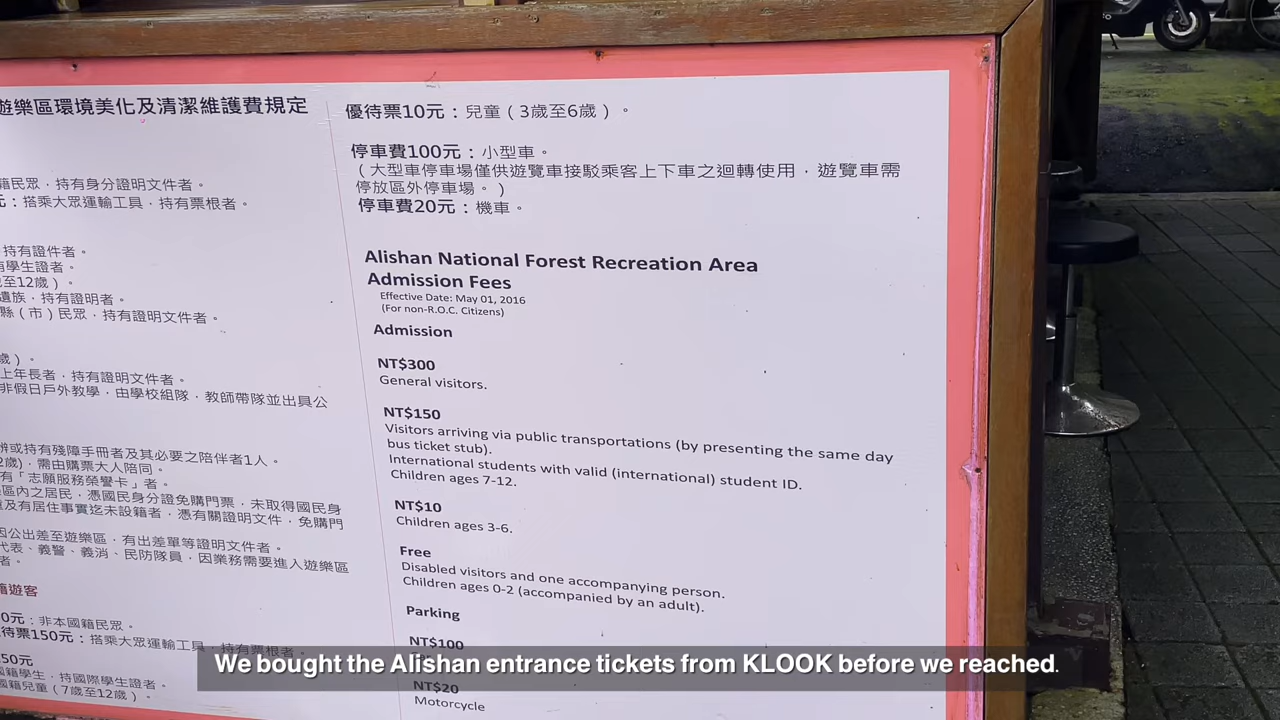 遊樂區環境美化及清潔維護費規定
籍民眾，持有身分證明文件者。
元：搭乘大眾運輸工具，持有票根者。
持有證件者。
有學生證者。
至12歲）。
遺族，持有證明者。
縣（市）民眾，持有證明文件者。
歲）。
上年長者，持有證明文件者。
非假日戶外教學，由學校組隊，教師帶隊並出具公
辦或持有殘障手冊者及其必要之陪伴者1人。
2歲)，需由購票大人陪同。
有「志願服務榮譽卡」者。
區內之居民，憑國民身分證免購門票，未取得國民身
及有居住事實迄未設籍者，憑有關證明文件，免購門
因公出差至遊樂區，有出差單等證明文件者。
代表、義警、義消、民防隊員，因業務需要進入遊樂區
者。
籍遊客
0元：非本國籍民眾。
待票150元：搭乘大眾運輸工具，持有票根者。
50元
國籍學生，持國際學生證者。
國籍兒童（7歲至12歲）。
優待票10元：兒童（3歲至6歲）。
停車費100元：小型車。
（大型車停車場僅供遊覽車接駁乘客上下車之迴轉使用，遊覽車需
停放區外停車場。）
停車費20元：機車。
Alishan National Forest Recreation Area
Admission Fees
Effective Date: May 01, 2016
(For non-R.O.C. Citizens)
Admission
NT$300
General visitors.
NT$150
Visitors arriving via public transportations (by presenting the same day
bus ticket stub).
International students with valid (international) student ID.
Children ages 7-12.
NT$10
Children ages 3-6.
Free
Disabled visitors and one accompanying person.
Children ages 0-2 (accompanied by an adult).
Parking
NT$100
NT$20
Motorcycle
We bought the Alishan entrance tickets from KLOOK before we reached.